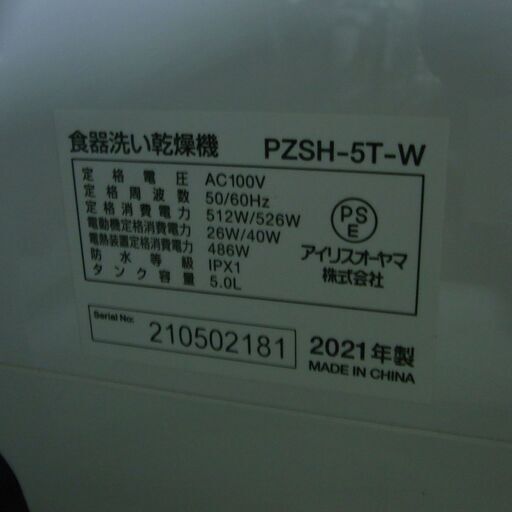 食器洗い乾燥機 PZSH-5T-W
定格電圧 AC100V
定格周波数 50/60Hz
定格消費電力 512W/526W
電動機定格消費電力 26W/40W
電熱装置定格消費電力 486W
防水等級 IPX1
タンク容量 5.0L
PS
E
アイリスオーヤマ
株式会社
Serial No:
210502181
2021年製
MADE IN CHINA